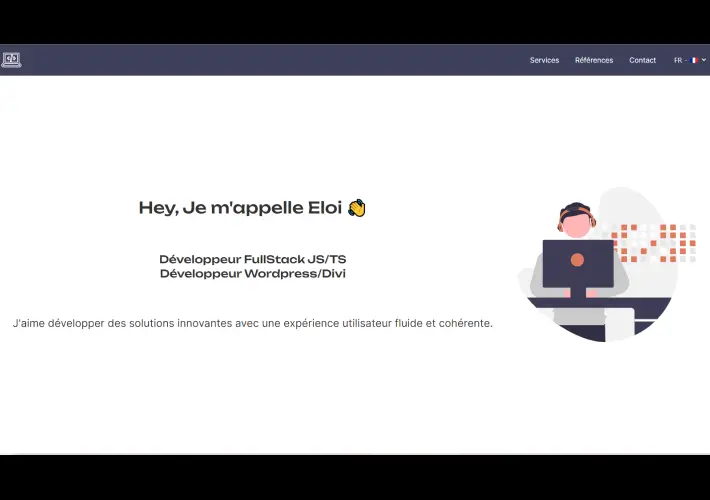 Services
Références
Contact
FR -
Hey, Je m'appelle Eloi 👋
Développeur FullStack JS/TS
Développeur Wordpress/Divi
J'aime développer des solutions innovantes avec une expérience utilisateur fluide et cohérente.